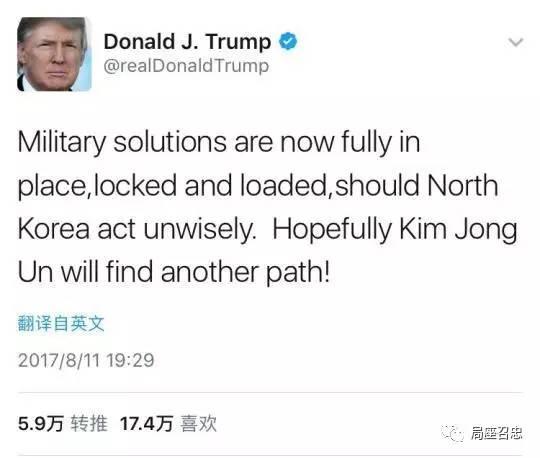 Donald J. Trump
@realDonaldTrump
Military solutions are now fully in
place,locked and loaded,should North
Korea act unwisely.  Hopefully Kim Jong
Un will find another path!
翻译自英文
2017/8/11 19:29
5.9万 转推 17.4万 喜欢
局座召忠